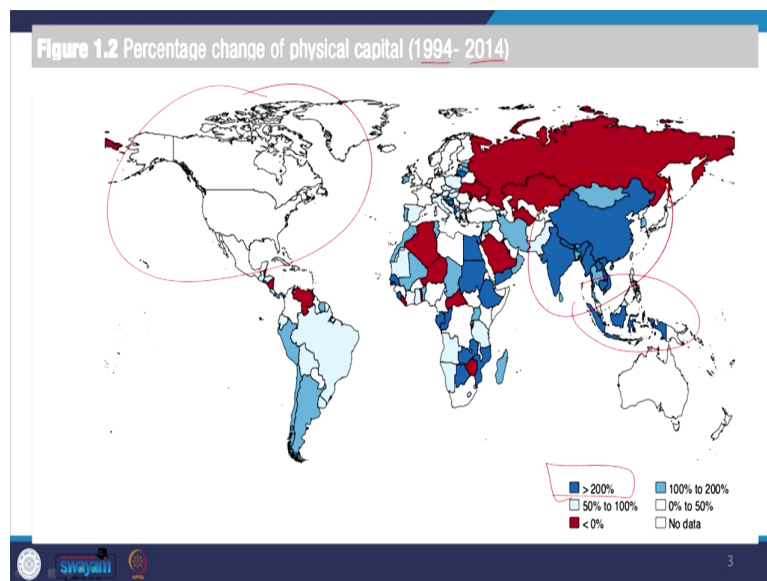 Figure 1.2 Percentage change of physical capital (1994- 2014)
> 200%
100% to 200%
50% to 100%
0% to 50%
< 0%
No data
swayam
3